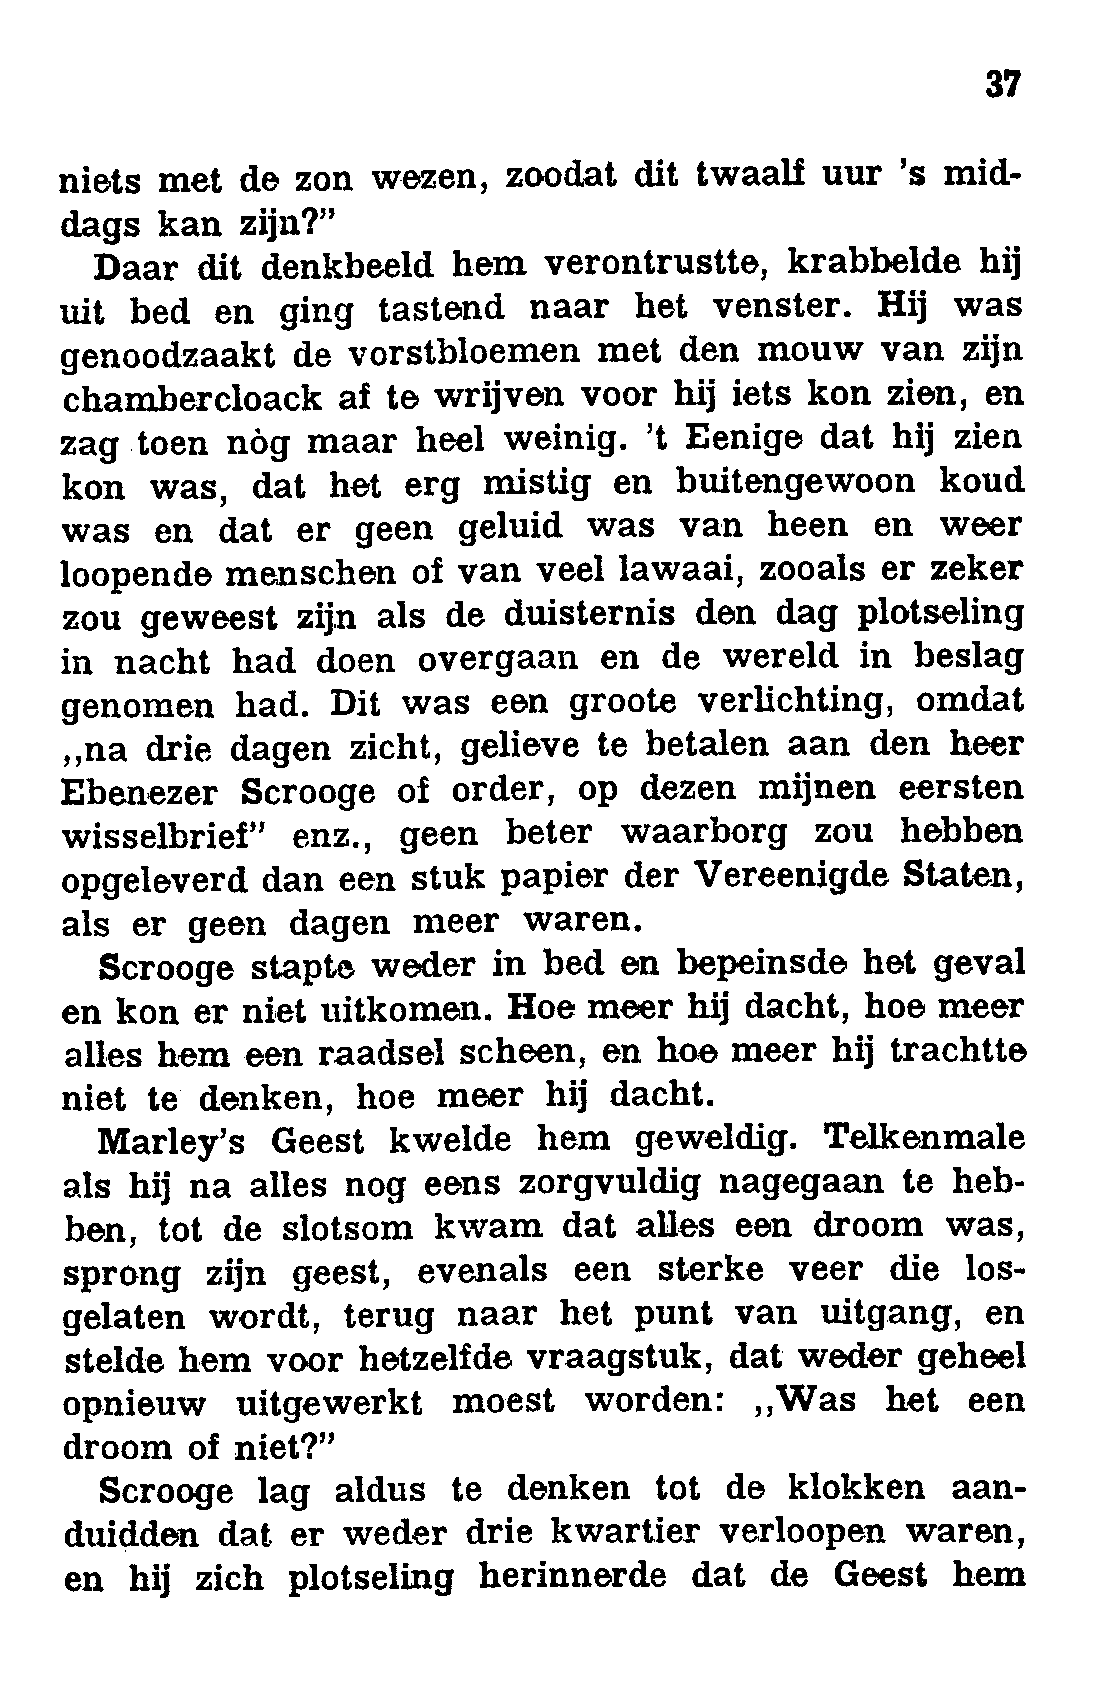 37
niets met de zon wezen, zoodat dit twaalf uur 's mid-
dags kan zijn?”
Daar dit denkbeeld hem verontrustte, krabbelde hij
uit bed en ging tastend naar het venster. Hij was
genoodzaakt de vorstbloemen met den mouw van zijn
chambercloack af te wrijven voor hij iets kon zien, en
zag toen nòg maar heel weinig. 't Eenige dat hij zien
kon was, dat het erg mistig en buitengewoon koud
was en dat er geen geluid was van heen en weer
loopende menschen of van veel lawaai, zooals er zeker
zou geweest zijn als de duisternis den dag plotseling
in nacht had doen overgaan en de wereld in beslag
genomen had. Dit was een groote verlichting, omdat
,,na drie dagen zicht, gelieve te betalen aan den heer
Ebenezer Scrooge of order, op dezen mijnen eersten
wisselbrief” enz., geen beter waarborg zou hebben
opgeleverd dan een stuk papier der Vereenigde Staten,
als er geen dagen meer waren.
Scrooge stapte weder in bed en bepeinsde het geval
en kon er niet uitkomen. Hoe meer hij dacht, hoe meer
alles hem een raadsel scheen, en hoe meer hij trachtte
niet te denken, hoe meer hij dacht.
Marley's Geest kwelde hem geweldig. Telkenmale
als hij na alles nog eens zorgvuldig nagegaan te heb-
ben, tot de slotsom kwam dat alles een droom was,
sprong zijn geest, evenals een sterke veer die los-
gelaten wordt, terug naar het punt van uitgang, en
stelde hem voor hetzelfde vraagstuk, dat weder geheel
opnieuw uitgewerkt moest worden: ,,Was het een
droom of niet?”
Scrooge lag aldus te denken tot de klokken aan-
duidden dat er weder drie kwartier verloopen waren,
en hij zich plotseling herinnerde dat de Geest hem